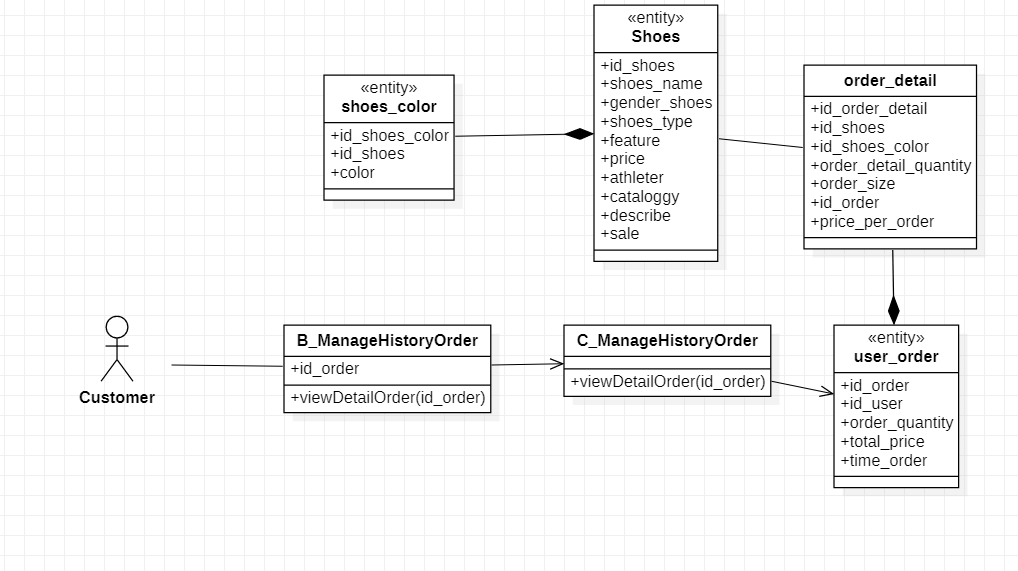 «entity»
Shoes
+id_shoes
+shoes_name
+gender_shoes
+shoes_type
+feature
+price
+athleter
+cataloggy
+describe
+sale
«entity»
shoes_color
+id_shoes_color
+id_shoes
+color
order_detail
+id_order_detail
+id_shoes
+id_shoes_color
+order_detail_quantity
+order_size
+id_order
+price_per_order
Customer
B_ManageHistoryOrder
+id_order
+viewDetailOrder(id_order)
C_ManageHistoryOrder
+viewDetailOrder(id_order)
«entity»
user_order
+id_order
+id_user
+order_quantity
+total_price
+time_order